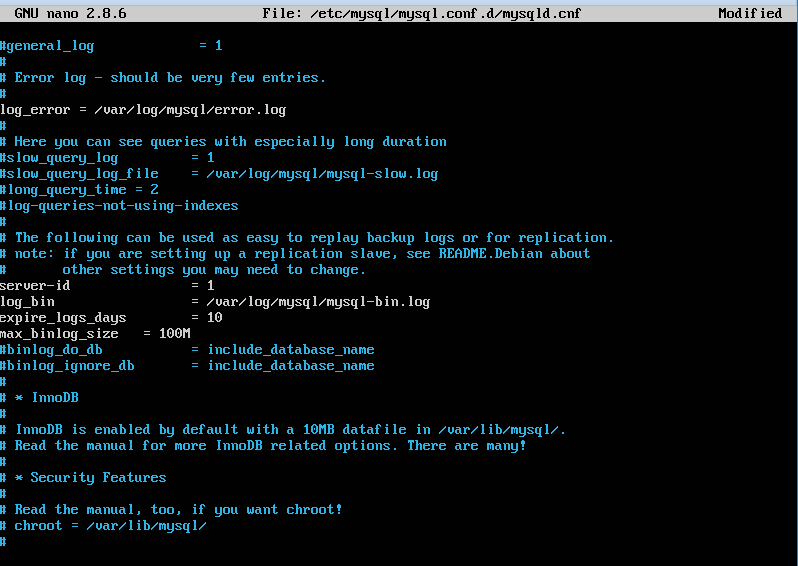 GNU nano 2.8.6 File: /etc/mysql/mysql.conf.d/mysqld.cnf Modified
#general_log = 1
#
# Error log - should be very few entries.
#
log_error = /var/log/mysql/error.log
#
# Here you can see queries with especially long duration
#slow_query_log = 1
#slow_query_log_file = /var/log/mysql/mysql-slow.log
#long_query_time = 2
#log-queries-not-using-indexes
#
# The following can be used as easy to replay backup logs or for replication.
# note: if you are setting up a replication slave, see README.Debian about
# other settings you may need to change.
server-id = 1
log_bin = /var/log/mysql/mysql-bin.log
expire_logs_days = 10
max_binlog_size = 100M
#binlog_do_db = include_database_name
#binlog_ignore_db = include_database_name
#
# * InnoDB
#
# InnoDB is enabled by default with a 10MB datafile in /var/lib/mysql/.
# Read the manual for more InnoDB related options. There are many!
#
# * Security Features
#
# Read the manual, too, if you want chroot!
# chroot = /var/lib/mysql/
#